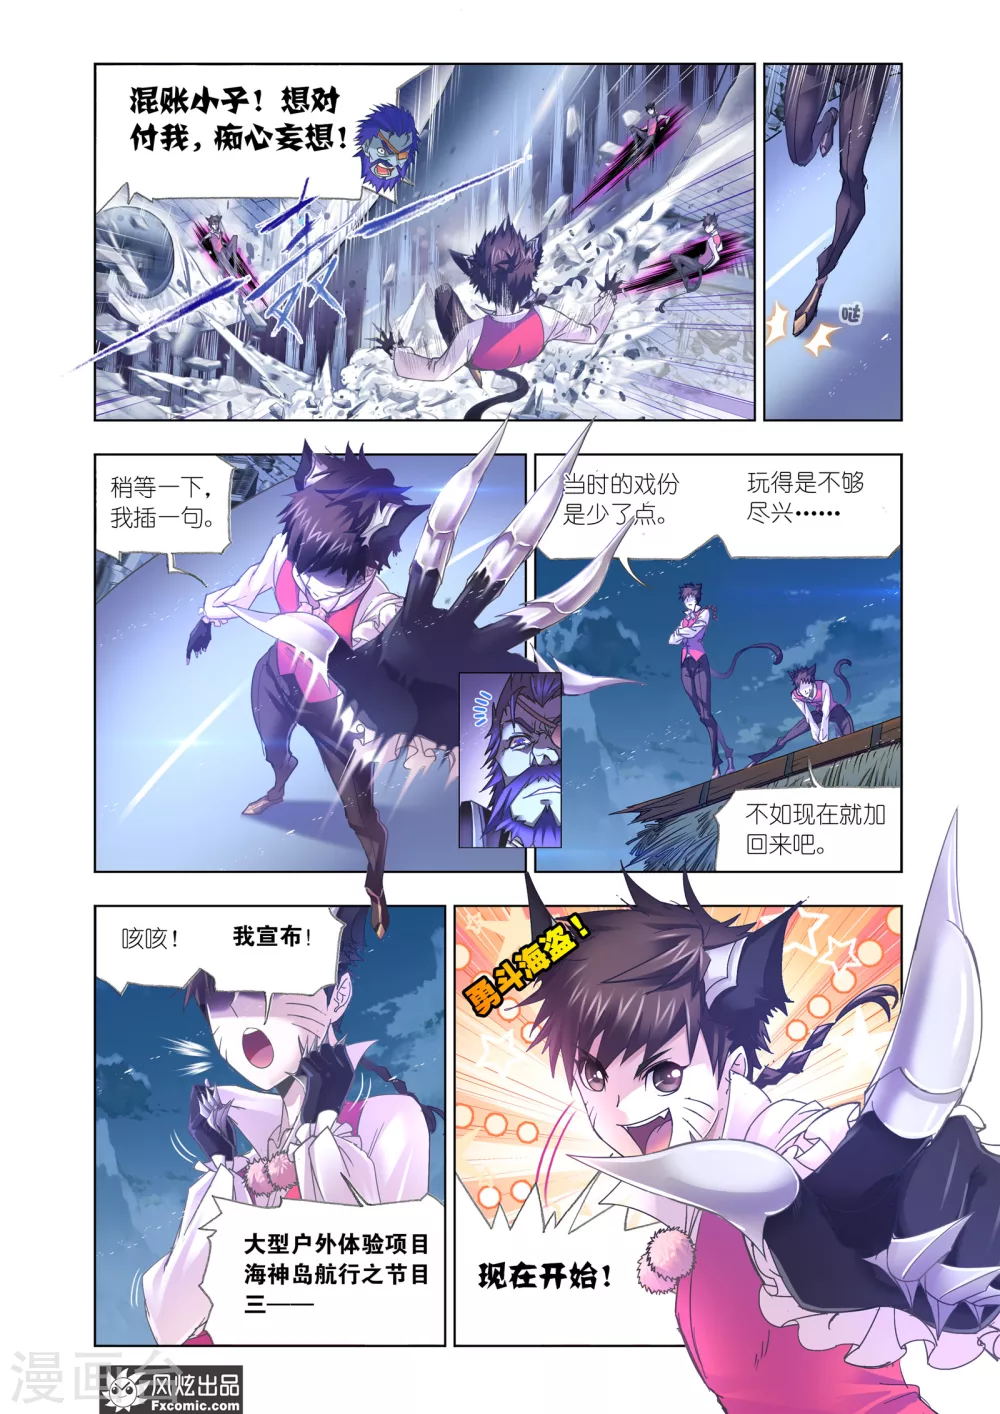 混账小子！想对
付我，痴心妄想！
哒
稍等一下，
我插一句。
当时的戏份
是少了点。
玩得是不够
尽兴……
不如现在就加
回来吧。
咳咳！
我宣布！
大型户外体验项目
海神岛航行之节目
三——
勇斗海盗！
现在开始！
漫画台
风炫出品
Fxcomic.com